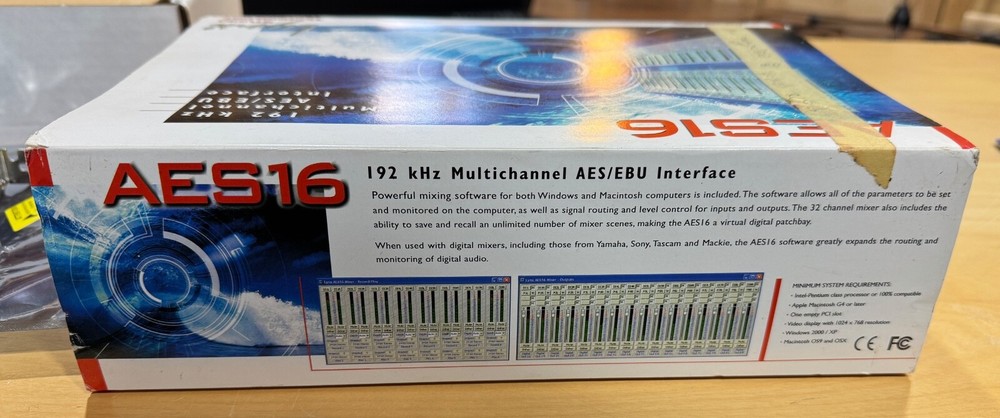 192 kHz
Multichannel
AES/EBU
Interface
AES16
AES16
192 kHz Multichannel AES/EBU Interface
Powerful mixing software for both Windows and Macintosh computers is included. The software allows all of the parameters to be set
and monitored on the computer, as well as signal routing and level control for inputs and outputs. The 32 channel mixer also includes the
ability to save and recall an unlimited number of mixer scenes, making the AES16 a virtual digital patchbay.
When used with digital mixers, including those from Yamaha, Sony, Tascam and Mackie, the AES16 software greatly expands the routing and
monitoring of digital audio.
MINIMUM SYSTEM REQUIREMENTS:
• Intel Pentium class processor or 100% compatible
• Apple Macintosh G4 or later
• One empty PCI slot
• Video display with 1024 x 768 resolution
• Windows 2000 / XP
• Macintosh OS9 and OSX
CE FC